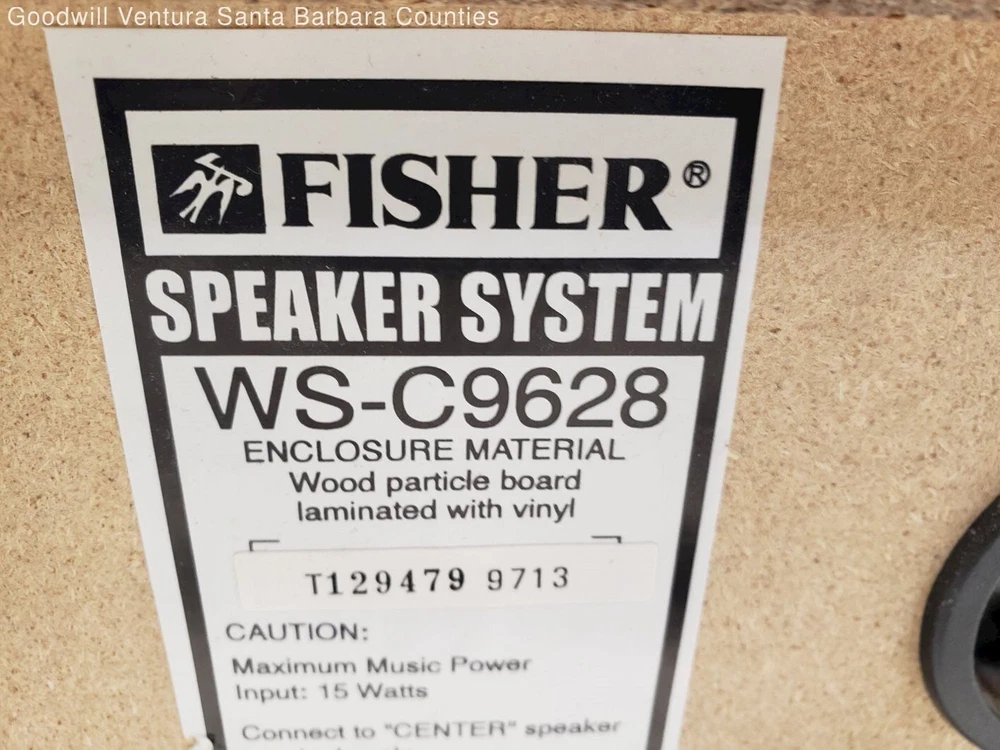 Goodwill Ventura Santa Barbara Counties
FISHER®
SPEAKER SYSTEM
WS-C9628
ENCLOSURE MATERIAL
Wood particle board
laminated with vinyl
T129479 9713
CAUTION:
Maximum Music Power
Input: 15 Watts
Connect to "CENTER" speaker